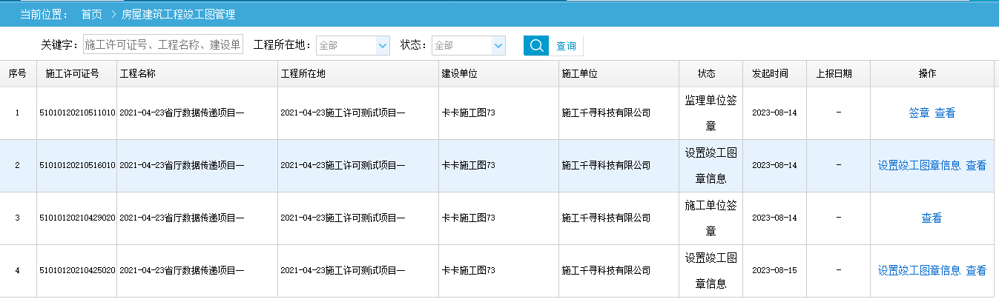 当前位置： 首页 > 房屋建筑工程竣工图管理
关键字： 施工许可证号、工程名称、建设单 工程所在地： 全部 状态： 全部 查询
序号 施工许可证号 工程名称 工程所在地 建设单位 施工单位 状态 发起时间 上报日期 操作
1 51010120210511010 2021-04-23省厅数据传递项目一 2021-04-23施工许可测试项目一 卡卡施工图73 施工千寻科技有限公司 监理单位签
章 2023-08-14 - 签章 查看
2 51010120210516010 2021-04-23省厅数据传递项目一 2021-04-23施工许可测试项目一 卡卡施工图73 施工千寻科技有限公司 设置竣工图
章信息 2023-08-14 - 设置竣工图章信息 查看
3 51010120210429020 2021-04-23省厅数据传递项目一 2021-04-23施工许可测试项目一 卡卡施工图73 施工千寻科技有限公司 施工单位签
章 2023-08-14 - 查看
4 51010120210425020 2021-04-23省厅数据传递项目一 2021-04-23施工许可测试项目一 卡卡施工图73 施工千寻科技有限公司 设置竣工图
章信息 2023-08-15 - 设置竣工图章信息 查看